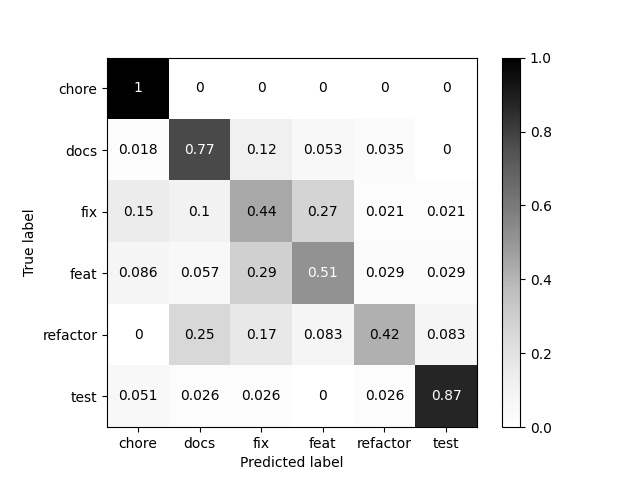 chore 1 0 0 0 0 0
docs 0.018 0.77 0.12 0.053 0.035 0
fix 0.15 0.1 0.44 0.27 0.021 0.021
feat 0.086 0.057 0.29 0.51 0.029 0.029
refactor 0 0.25 0.17 0.083 0.42 0.083
test 0.051 0.026 0.026 0 0.026 0.87
chore docs fix feat refactor test
Predicted label
True label
1.0
0.8
0.6
0.4
0.2
0.0